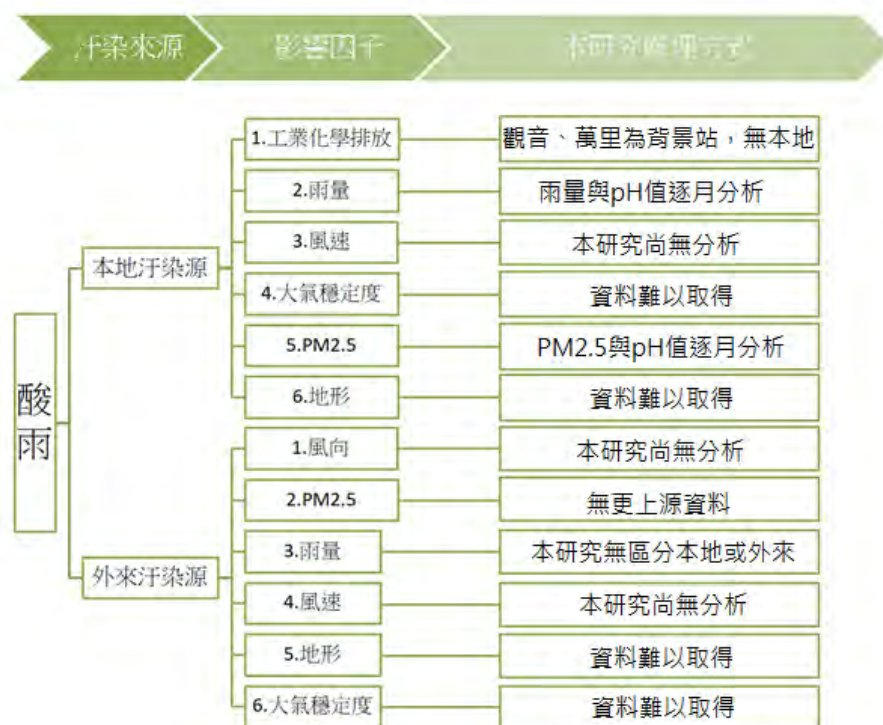 汙染來源
影響因子
本研究處理方式
酸雨
本地汙染源
1.工業化學排放
觀音、萬里為背景站，無本地
2.雨量
雨量與pH值逐月分析
3.風速
本研究尚無分析
4.大氣穩定度
資料難以取得
5.PM2.5
PM2.5與pH值逐月分析
6.地形
資料難以取得
外來汙染源
1.風向
本研究尚無分析
2.PM2.5
無更上源資料
3.雨量
本研究無區分本地或外來
4.風速
本研究尚無分析
5.地形
資料難以取得
6.大氣穩定度
資料難以取得